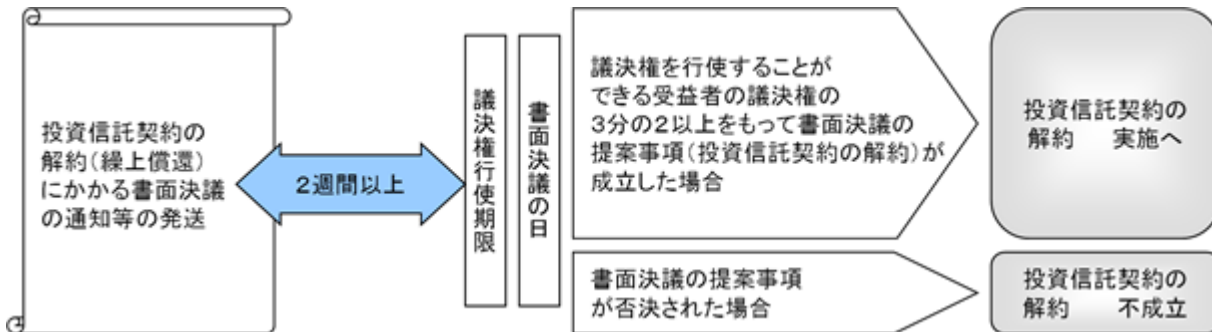 投資信託契約の
解約（繰上償還）
にかかる書面決議
の通知等の発送
２週間以上
議決権行使期限
書面決議の日
議決権を行使することが
できる受益者の議決権の
３分の２以上をもって書面決議の
提案事項（投資信託契約の解約）が
成立した場合
投資信託契約の
解約　　実施へ
書面決議の提案事項
が否決された場合
投資信託契約の
解約　　不成立